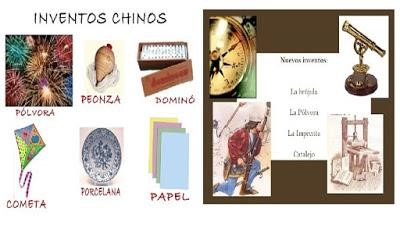 INVENTOS CHINOS
PÓLVORA
PEONZA
DOMINÓ
COMETA
PORCELANA
PAPEL
Nuevos inventos:
La brújula
La Pólvora
La Imprenta
Catalejo